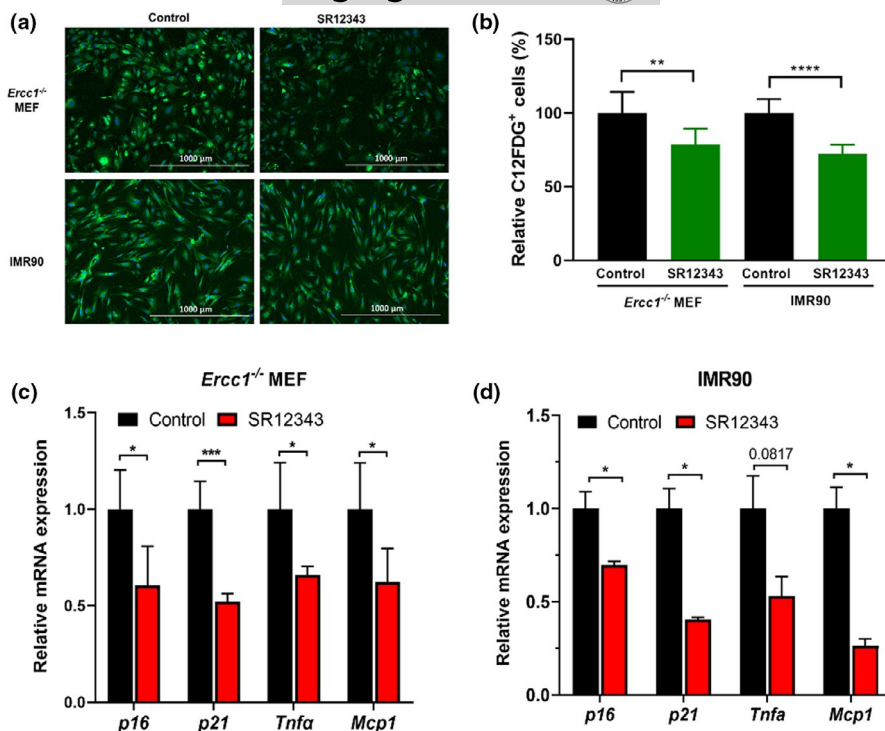 (a)
Control
SR12343
Ercc1-/-
MEF
1000 μm
1000 μm
IMR90
1000 μm
1000 μm
(b)
Relative C12FDG+ cells (%)
150
100
50
0
**
****
Control
SR12343
Control
SR12343
Ercc1-/- MEF
IMR90
(c)
Ercc1-/- MEF
Relative mRNA expression
1.5
1.0
0.5
0.0
Control
SR12343
*
***
*
*
p16
p21
Tnfα
Mcp1
(d)
IMR90
Relative mRNA expression
1.5
1.0
0.5
0.0
Control
SR12343
*
*
0.0817
*
p16
p21
Tnfa
Mcp1